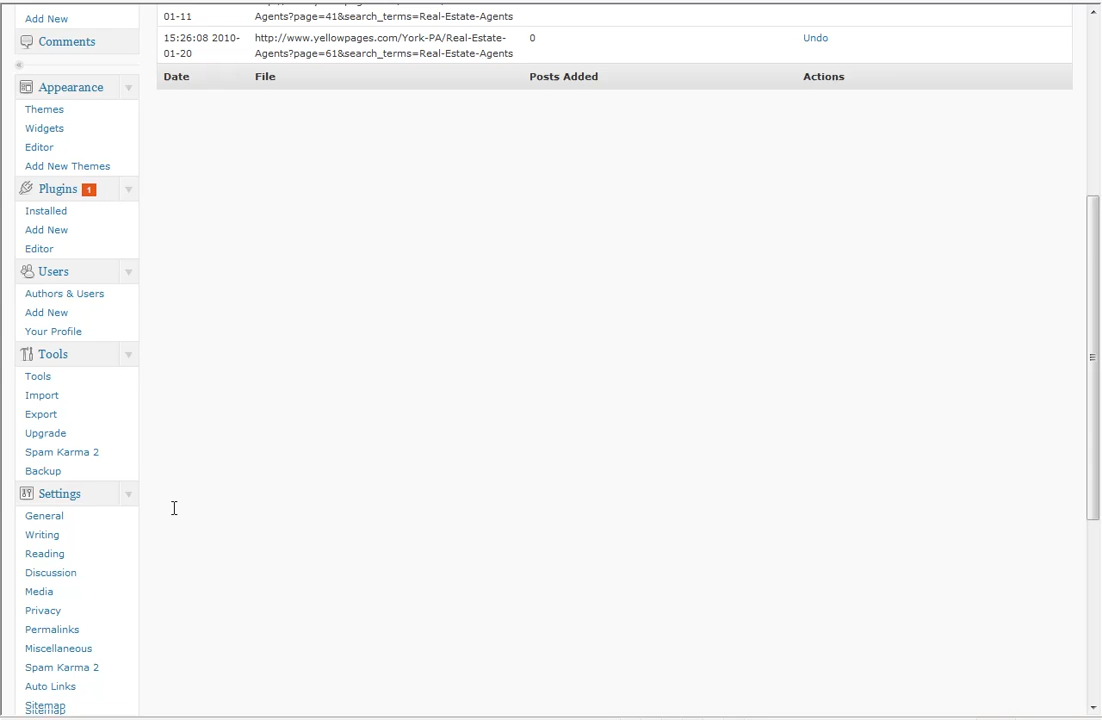 Add New
Comments
Appearance
Themes
Widgets
Editor
Add New Themes
Plugins 1
Installed
Add New
Editor
Users
Authors & Users
Add New
Your Profile
Tools
Tools
Import
Export
Upgrade
Spam Karma 2
Backup
Settings
General
Writing
Reading
Discussion
Media
Privacy
Permalinks
Miscellaneous
Spam Karma 2
Auto Links
Sitemap
01-11
Agents?page=41&search_terms=Real-Estate-Agents
15:26:08 2010- http://www.yellowpages.com/York-PA/Real-Estate- 0 Undo
01-20 Agents?page=61&search_terms=Real-Estate-Agents
Date File Posts Added Actions